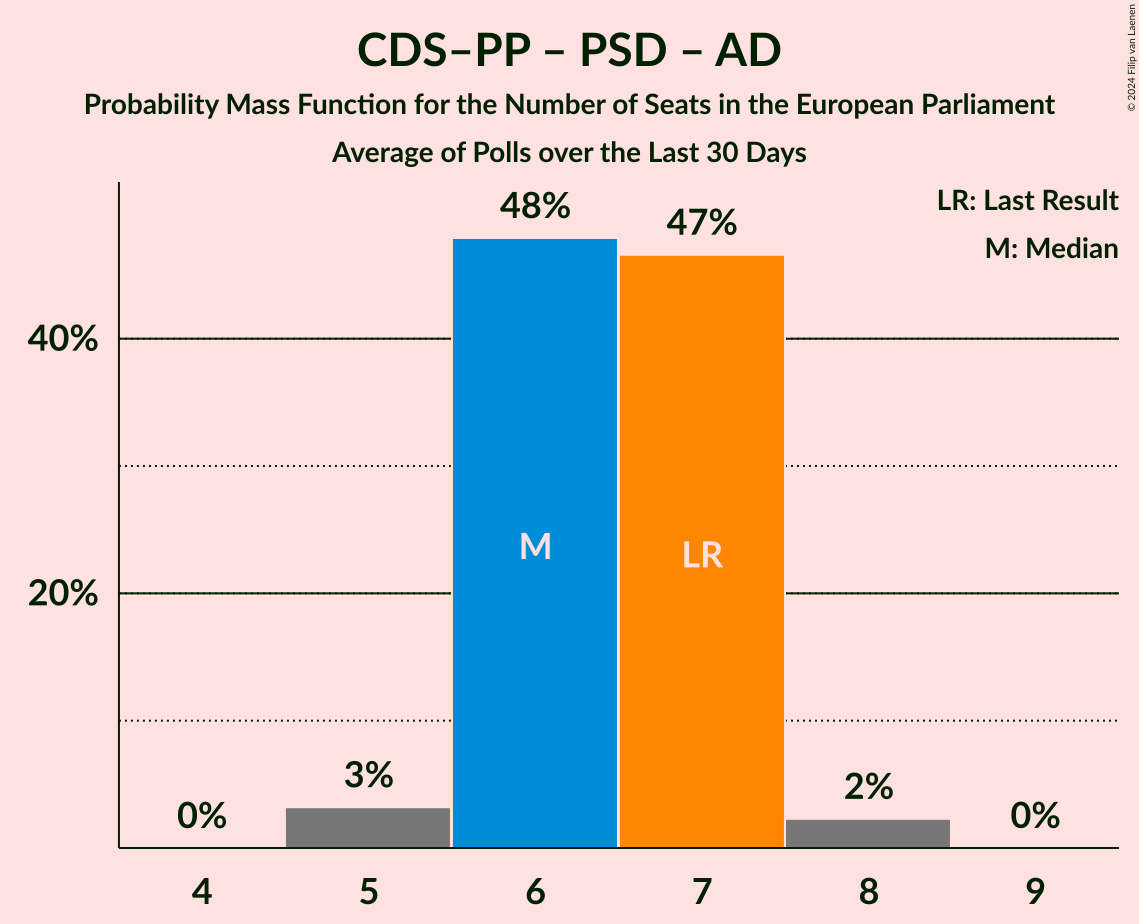 CDS–PP – PSD – AD
Probability Mass Function for the Number of Seats in the European Parliament
Average of Polls over the Last 30 Days
© 2024 Filip van Laenen
LR: Last Result
M: Median
48%
47%
40%
M
LR
20%
3%
2%
0%
0%
4 5 6 7 8 9